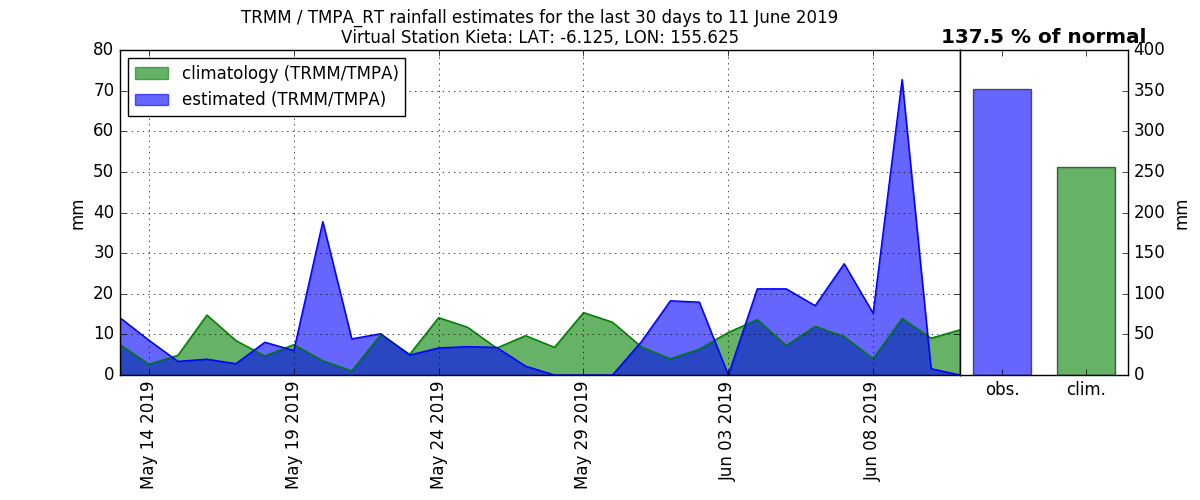 TRMM / TMPA_RT rainfall estimates for the last 30 days to 11 June 2019
Virtual Station Kieta: LAT: -6.125, LON: 155.625
137.5 % of normal
climatology (TRMM/TMPA)
estimated (TRMM/TMPA)
80
70
60
50
40
30
20
10
0
mm
May 14 2019
May 19 2019
May 24 2019
May 29 2019
Jun 03 2019
Jun 08 2019
400
350
300
250
200
150
100
50
0
mm
obs.
clim.